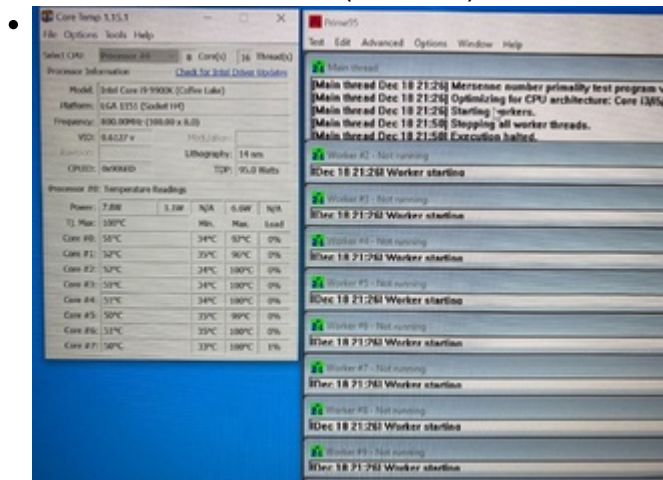 Core Temp 1.15.1
File Options Tools Help
Select CPU: Processor #0 8 Core(s) 16 Thread(s)
Processor Information Check for Intel Driver Updates
Model: Intel Core i9 9900K (Coffee Lake)
Platform: LGA 1151 (Socket H4)
Frequency: 800.00MHz (100.00 x 8.0)
VID: 0.6127 v Modulation:
Revision: Lithography: 14 nm
CPUID: TDP: 95.0 Watts
Processor #0: Temperature Readings
Power: 7.8W N/A 6.6W N/A
Tj. Max: 100°C Min. Max. Load
Core #0: 51°C 34°C 97°C 0%
Core #1: 52°C 35°C 96°C 0%
Core #2: 52°C 34°C 100°C 0%
Core #3: 51°C 34°C 100°C 0%
Core #4: 51°C 34°C 100°C 0%
Core #5: 50°C 35°C 99°C 0%
Core #6: 51°C 35°C 100°C 0%
Core #7: 50°C 33°C 100°C 1%
Prime95
Test Edit Advanced Options Window Help
Main thread
[Main thread Dec 18 21:26] Mersenne number primality test program v
[Main thread Dec 18 21:26] Optimizing for CPU architecture: Core i3/i5/
[Main thread Dec 18 21:26] Starting workers.
[Main thread Dec 18 21:50] Stopping all worker threads.
[Main thread Dec 18 21:50] Execution halted.
Worker #2 - Not running
[Dec 18 21:26] Worker starting
Worker #3 - Not running
[Dec 18 21:26] Worker starting
Worker #4 - Not running
[Dec 18 21:26] Worker starting
Worker #5 - Not running
[Dec 18 21:26] Worker starting
Worker #6 - Not running
[Dec 18 21:26] Worker starting
Worker #7 - Not running
[Dec 18 21:26] Worker starting
Worker #8 - Not running
[Dec 18 21:26] Worker starting
Worker #9 - Not running
[Dec 18 21:26] Worker starting